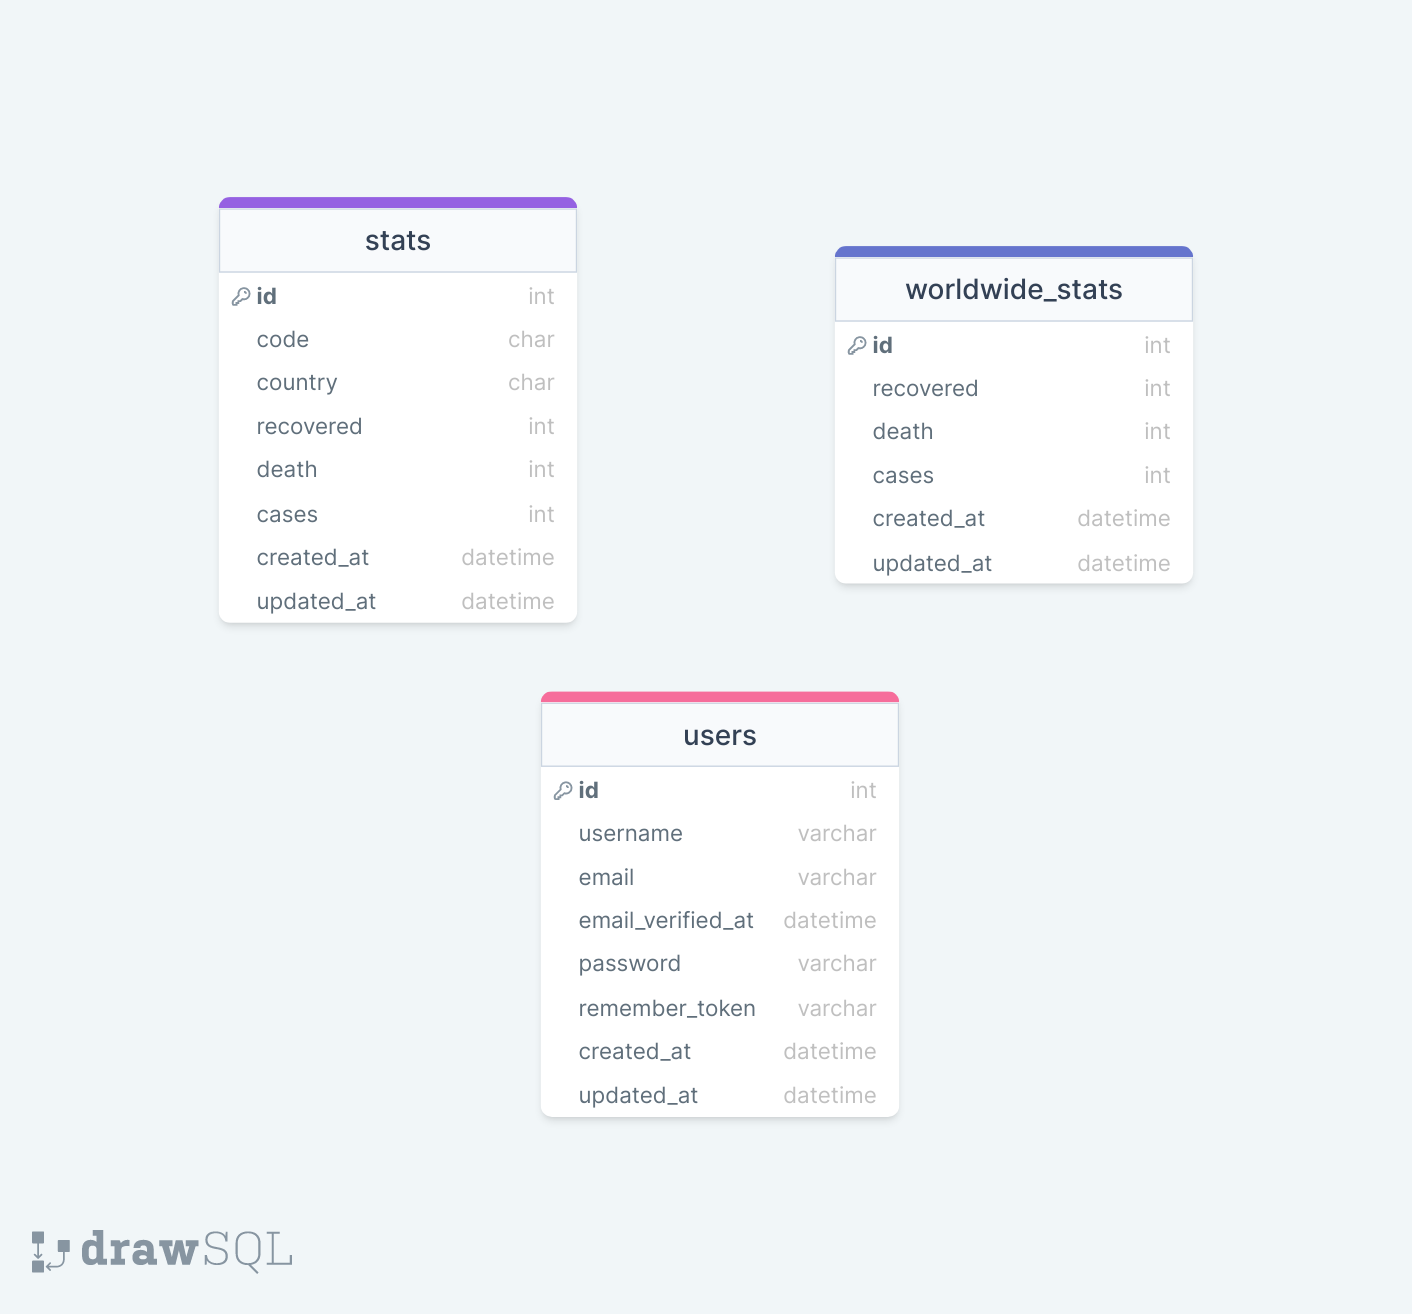 stats
id int
code char
country char
recovered int
death int
cases int
created_at datetime
updated_at datetime
worldwide_stats
id int
recovered int
death int
cases int
created_at datetime
updated_at datetime
users
id int
username varchar
email varchar
email_verified_at datetime
password varchar
remember_token varchar
created_at datetime
updated_at datetime
drawSQL